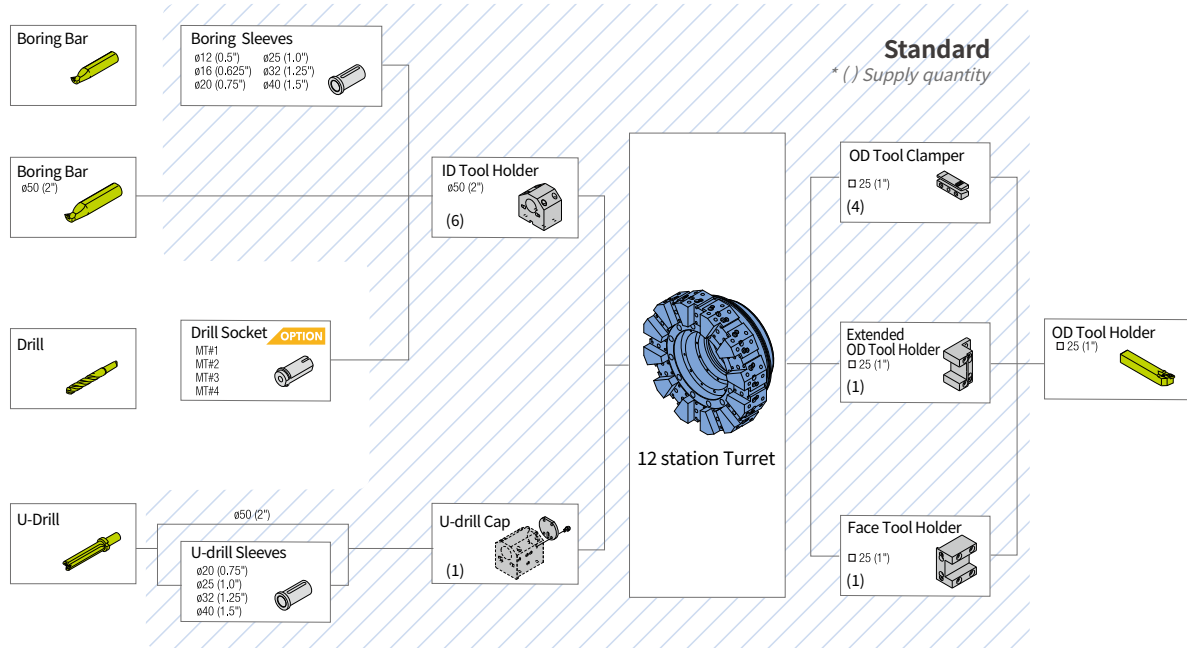 Boring Bar
Boring Sleeves
ø12 (0.5") ø25 (1.0")
ø16 (0.625") ø32 (1.25")
ø20 (0.75") ø40 (1.5")
Standard
* ( ) Supply quantity
Boring Bar
ø50 (2")
ID Tool Holder
ø50 (2")
(6)
OD Tool Clamper
□ 25 (1")
(4)
Drill
Drill Socket OPTION
MT#1
MT#2
MT#3
MT#4
12 station Turret
Extended
OD Tool Holder
□ 25 (1")
(1)
OD Tool Holder
□ 25 (1")
U-Drill
ø50 (2")
U-drill Sleeves
ø20 (0.75")
ø25 (1.0")
ø32 (1.25")
ø40 (1.5")
U-drill Cap
(1)
Face Tool Holder
□ 25 (1")
(1)